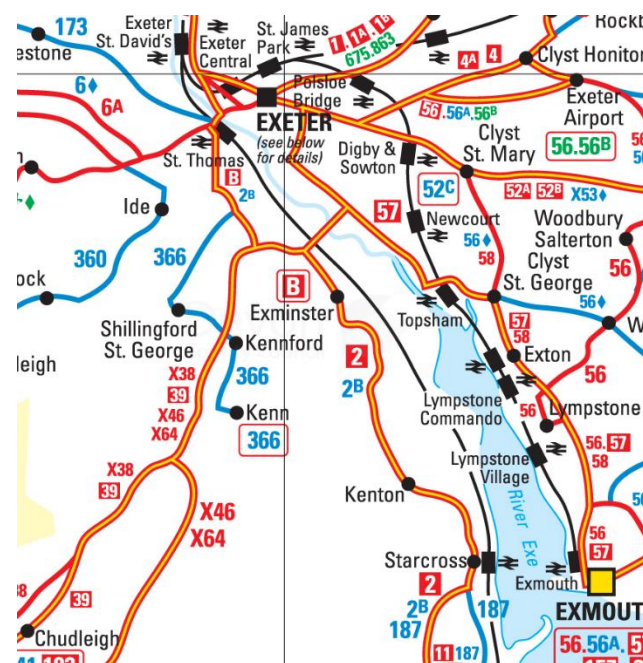 173
estone
Exeter
St. David's
Exeter
Central
St. James
Park
1.1A.1B
675.863
4A
4
Rockb
Clyst Honiton
6♦
6A
Polsloe
Bridge
EXETER
(see below
for details)
St. Thomas
56.56A.56B
Exeter
Airport
56.56B
Digby &
Sowton
Clyst
St. Mary
52C
52A
52B
X53♦
B
2B
57
Newcourt
56♦
58
Woodbury
Salterton
56
Ide
360
366
B
Exminster
Clyst
St. George
56♦
ock
Shillingford
St. George
Kennford
Topsham
57
58
Exton
leigh
X38
39
X46
X64
366
Kenn
366
2
2B
Lympstone
Commando
56
56
Lympstone
56.57
58
Lympstone
Village
X38
39
X46
X64
Kenton
River Exe
56
57
Starcross
Exmouth
39
2
2B
187
187
EXMOUT
56.56A.
Chudleigh
11
187